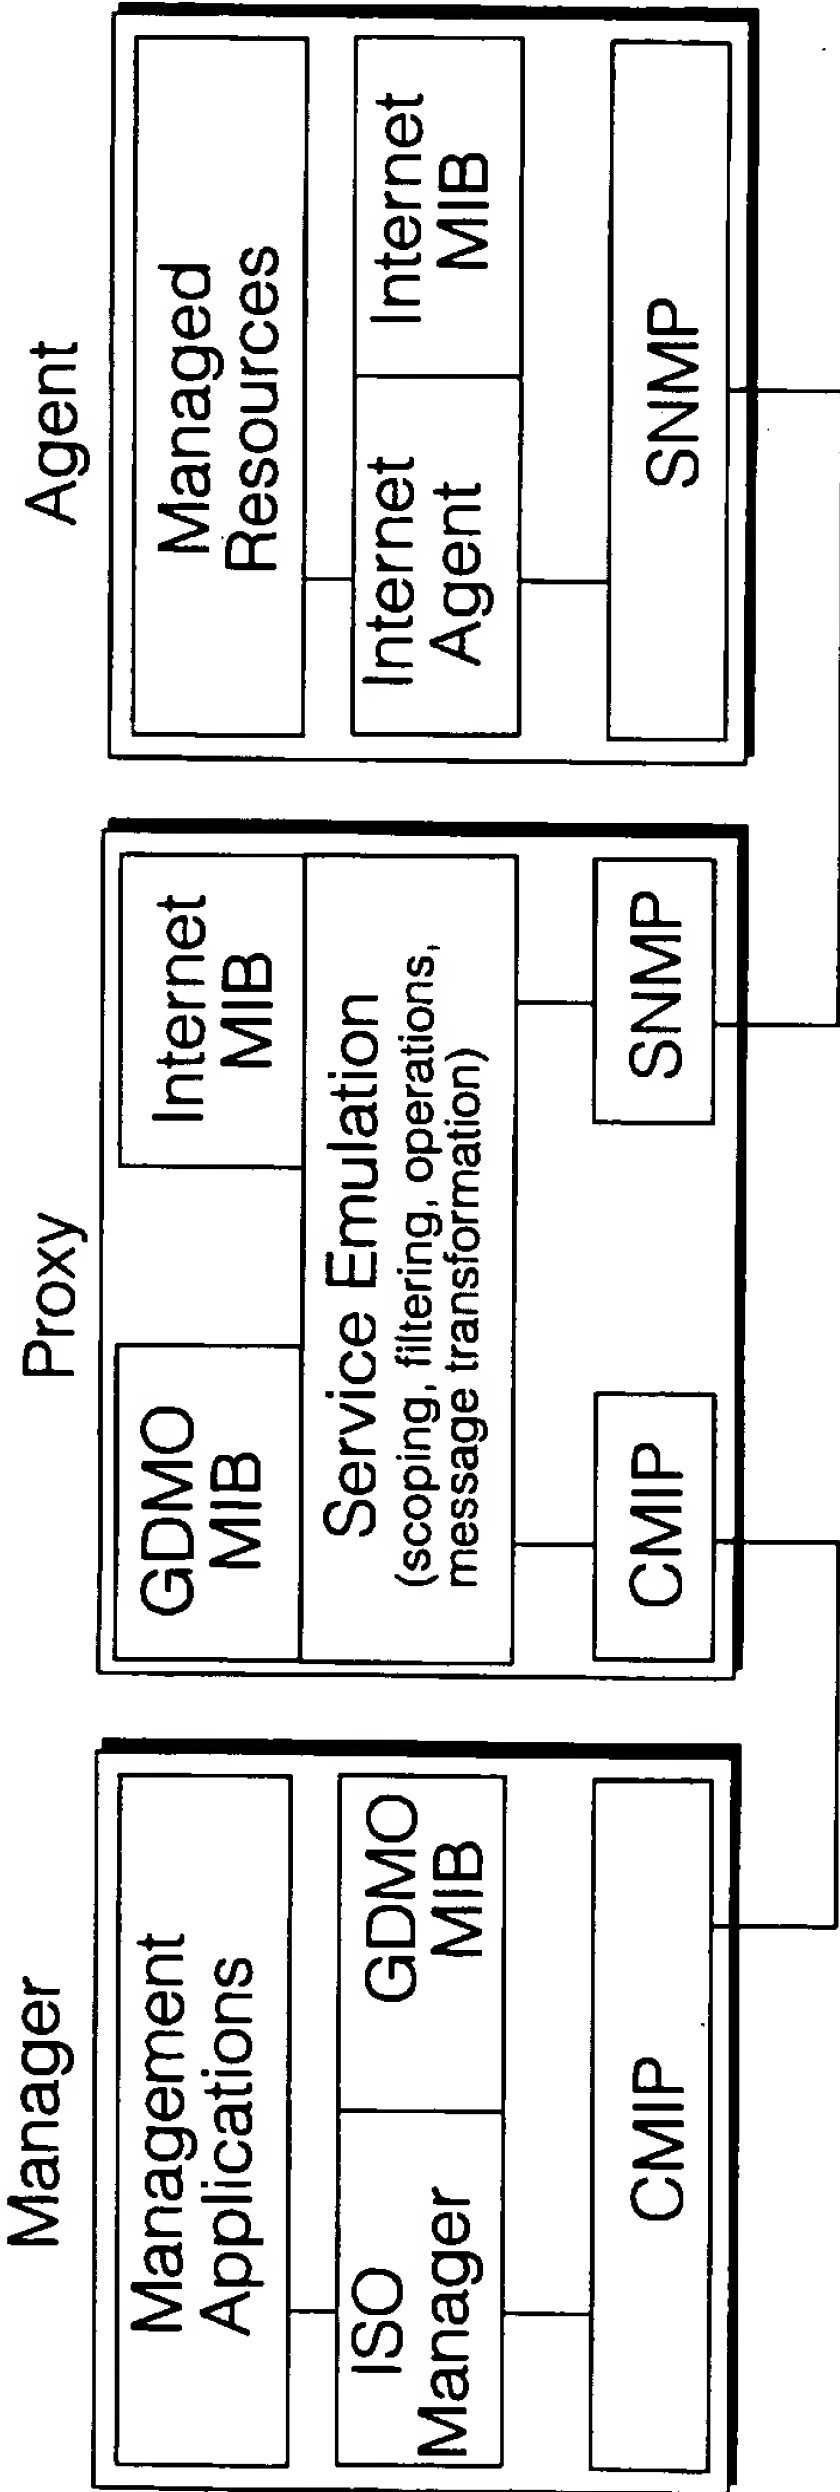 Manager
Management
Applications
ISO
Manager
GDMO
MIB
CMIP
Proxy
GDMO
MIB
Internet
MIB
Service Emulation
(scoping, filtering, operations,
message transformation)
CMIP
SNMP
Agent
Managed
Resources
Internet
Agent
Internet
MIB
SNMP